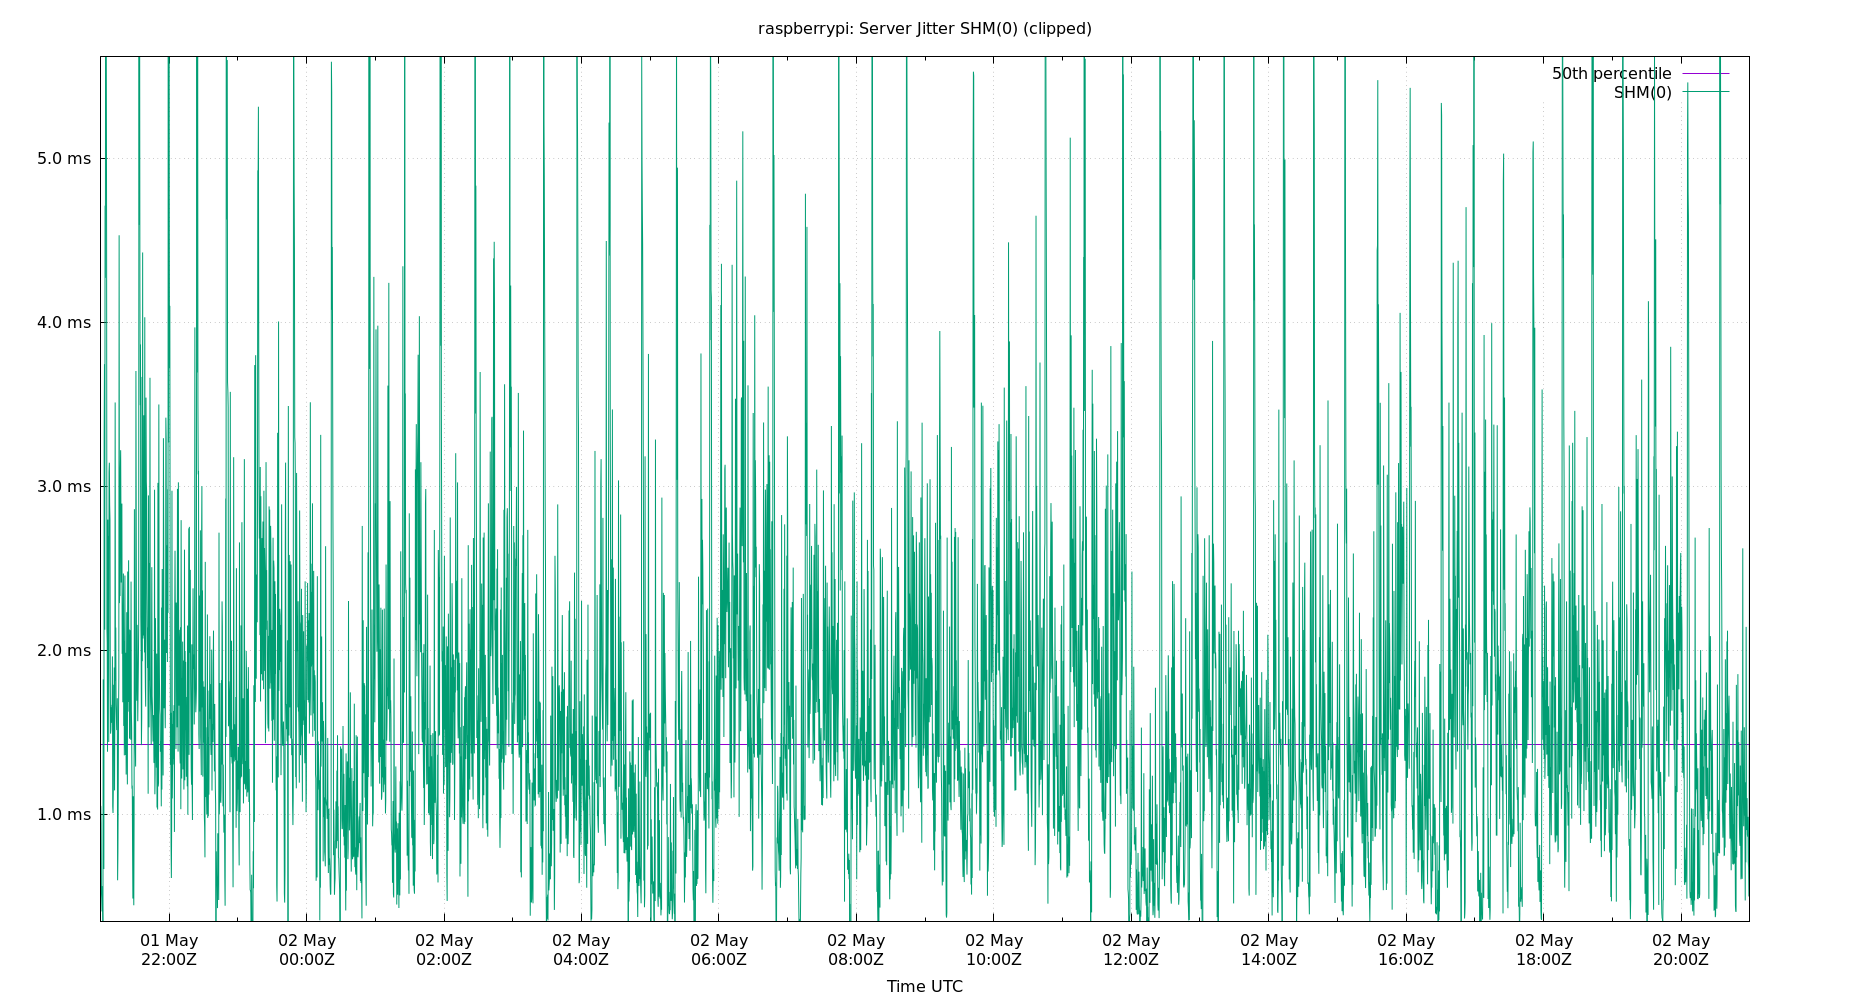 raspberrypi: Server Jitter SHM(0) (clipped)
50th percentile
SHM(0)
5.0 ms
4.0 ms
3.0 ms
2.0 ms
1.0 ms
01 May 02 May 02 May 02 May 02 May 02 May 02 May 02 May 02 May 02 May 02 May 02 May
22:00Z 00:00Z 02:00Z 04:00Z 06:00Z 08:00Z 10:00Z 12:00Z 14:00Z 16:00Z 18:00Z 20:00Z
Time UTC